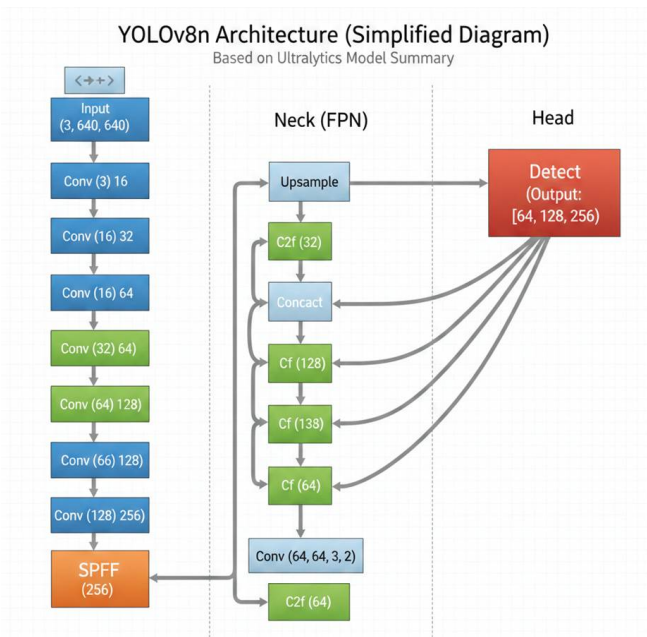 YOLOv8n Architecture (Simplified Diagram)
Based on Ultralytics Model Summary
<→+>
Input
(3, 640, 640)
Conv (3) 16
Conv (16) 32
Conv (16) 64
Conv (32) 64)
Conv (64) 128)
Conv (66) 128)
Conv (128) 256)
SPFF
(256)
Neck (FPN)
Upsample
C2f (32)
Concact
Cf (128)
Cf (138)
Cf (64)
Conv (64, 64, 3, 2)
C2f (64)
Head
Detect
(Output:
[64, 128, 256)